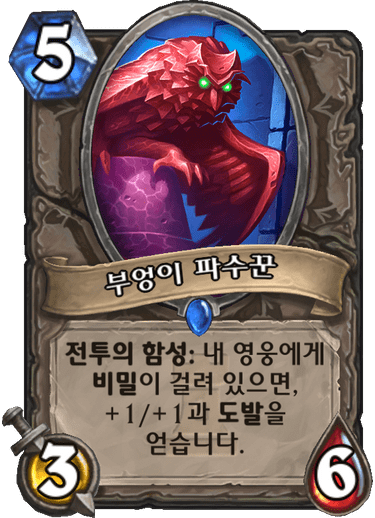 5
부엉이 파수꾼
전투의 함성: 내 영웅에게
비밀이 걸려 있으면,
+1/+1과 도발을
얻습니다.
3
6